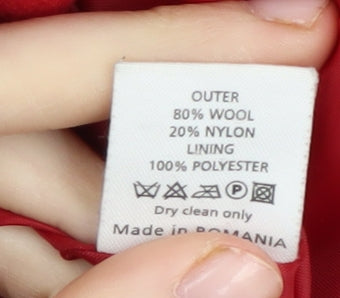 OUTER
80% WOOL
20% NYLON
LINING
100% POLYESTER
P
Dry clean only
Made in ROMANIA